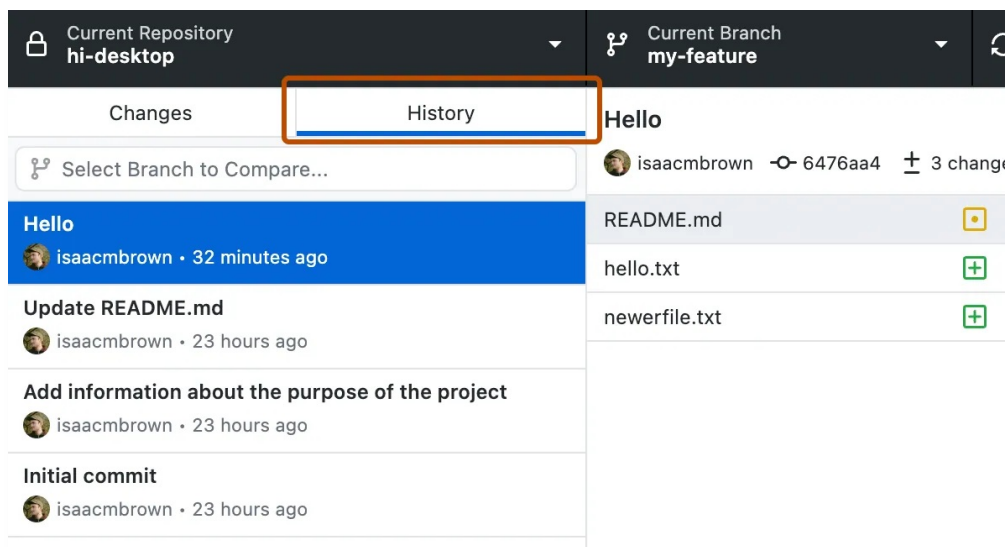 Current Repository
hi-desktop
Current Branch
my-feature
Changes
History
Select Branch to Compare...
Hello
isaacmbrown • 32 minutes ago
Update README.md
isaacmbrown • 23 hours ago
Add information about the purpose of the project
isaacmbrown • 23 hours ago
Initial commit
isaacmbrown • 23 hours ago
Hello
isaacmbrown 6476aa4 ± 3 change
README.md
hello.txt
newerfile.txt